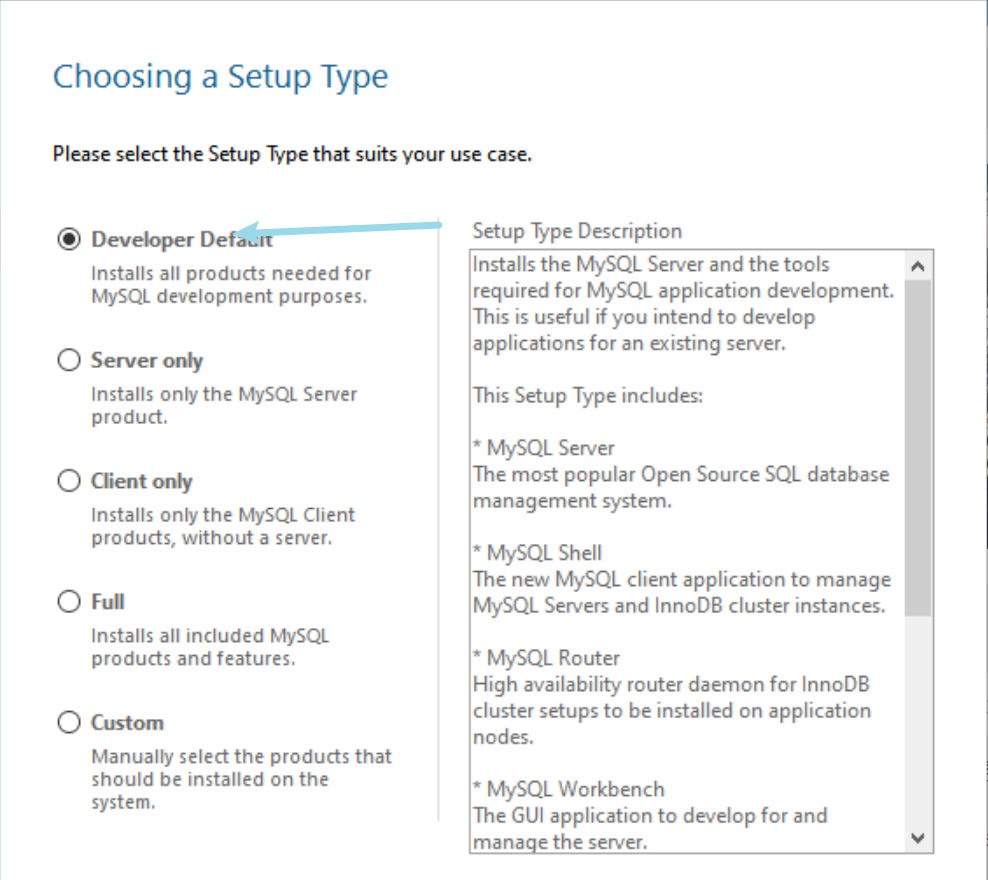 Choosing a Setup Type
Please select the Setup Type that suits your use case.
Developer Default
Installs all products needed for
MySQL development purposes.
Server only
Installs only the MySQL Server
product.
Client only
Installs only the MySQL Client
products, without a server.
Full
Installs all included MySQL
products and features.
Custom
Manually select the products that
should be installed on the
system.
Setup Type Description
Installs the MySQL Server and the tools
required for MySQL application development.
This is useful if you intend to develop
applications for an existing server.
This Setup Type includes:
* MySQL Server
The most popular Open Source SQL database
management system.
* MySQL Shell
The new MySQL client application to manage
MySQL Servers and InnoDB cluster instances.
* MySQL Router
High availability router daemon for InnoDB
cluster setups to be installed on application
nodes.
* MySQL Workbench
The GUI application to develop for and
manage the server.